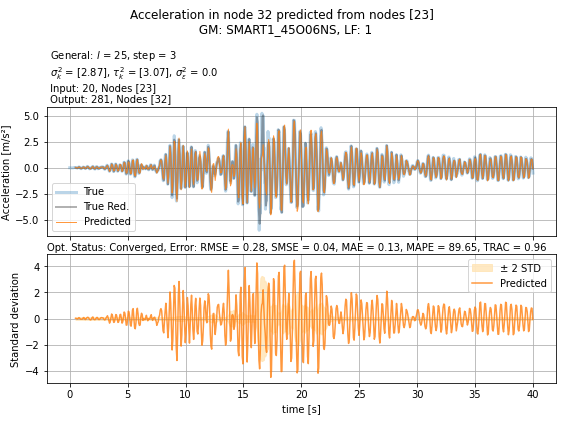 Acceleration in node 32 predicted from nodes [23]
GM: SMART1_45O06NS, LF: 1
General: l = 25, step = 3
σ²ₖ = [2.87], τ²ₖ = [3.07], σ²_ε = 0.0
Input: 20, Nodes [23]
Output: 281, Nodes [32]
Acceleration [m/s²]
5.0
2.5
0.0
−2.5
−5.0
True
True Red.
Predicted
Opt. Status: Converged, Error: RMSE = 0.28, SMSE = 0.04, MAE = 0.13, MAPE = 89.65, TRAC = 0.96
Standard deviation
4
2
0
−2
−4
± 2 STD
Predicted
0 5 10 15 20 25 30 35 40
time [s]